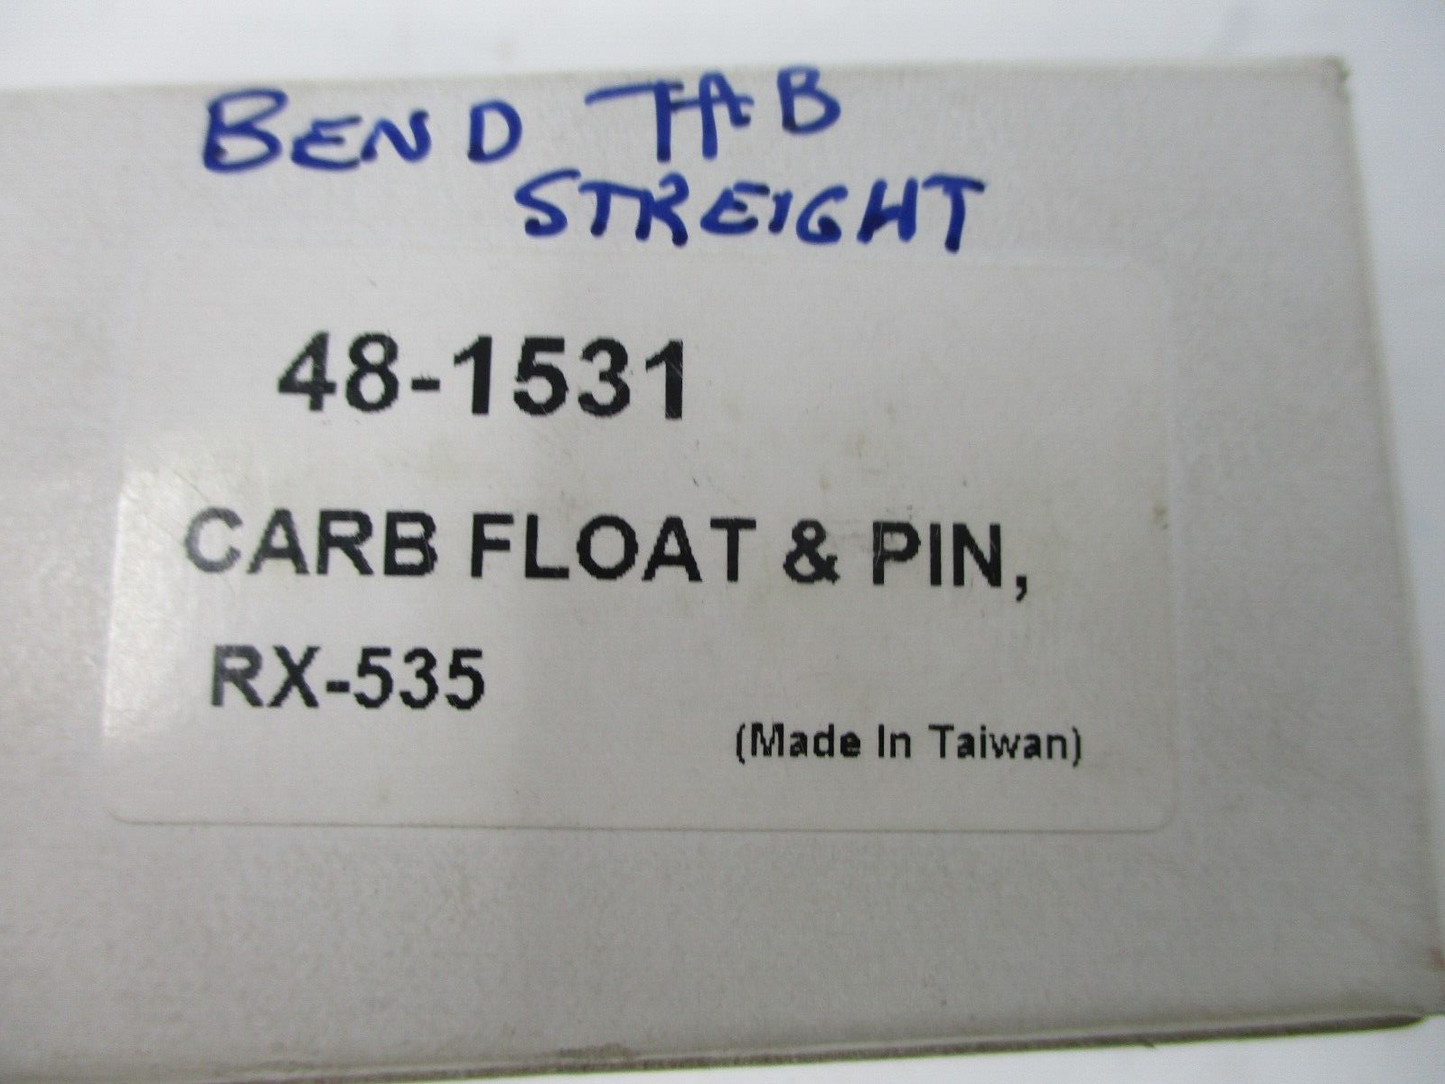 BEND TAB
STREIGHT
48-1531
CARB FLOAT & PIN,
RX-535
(Made In Taiwan)